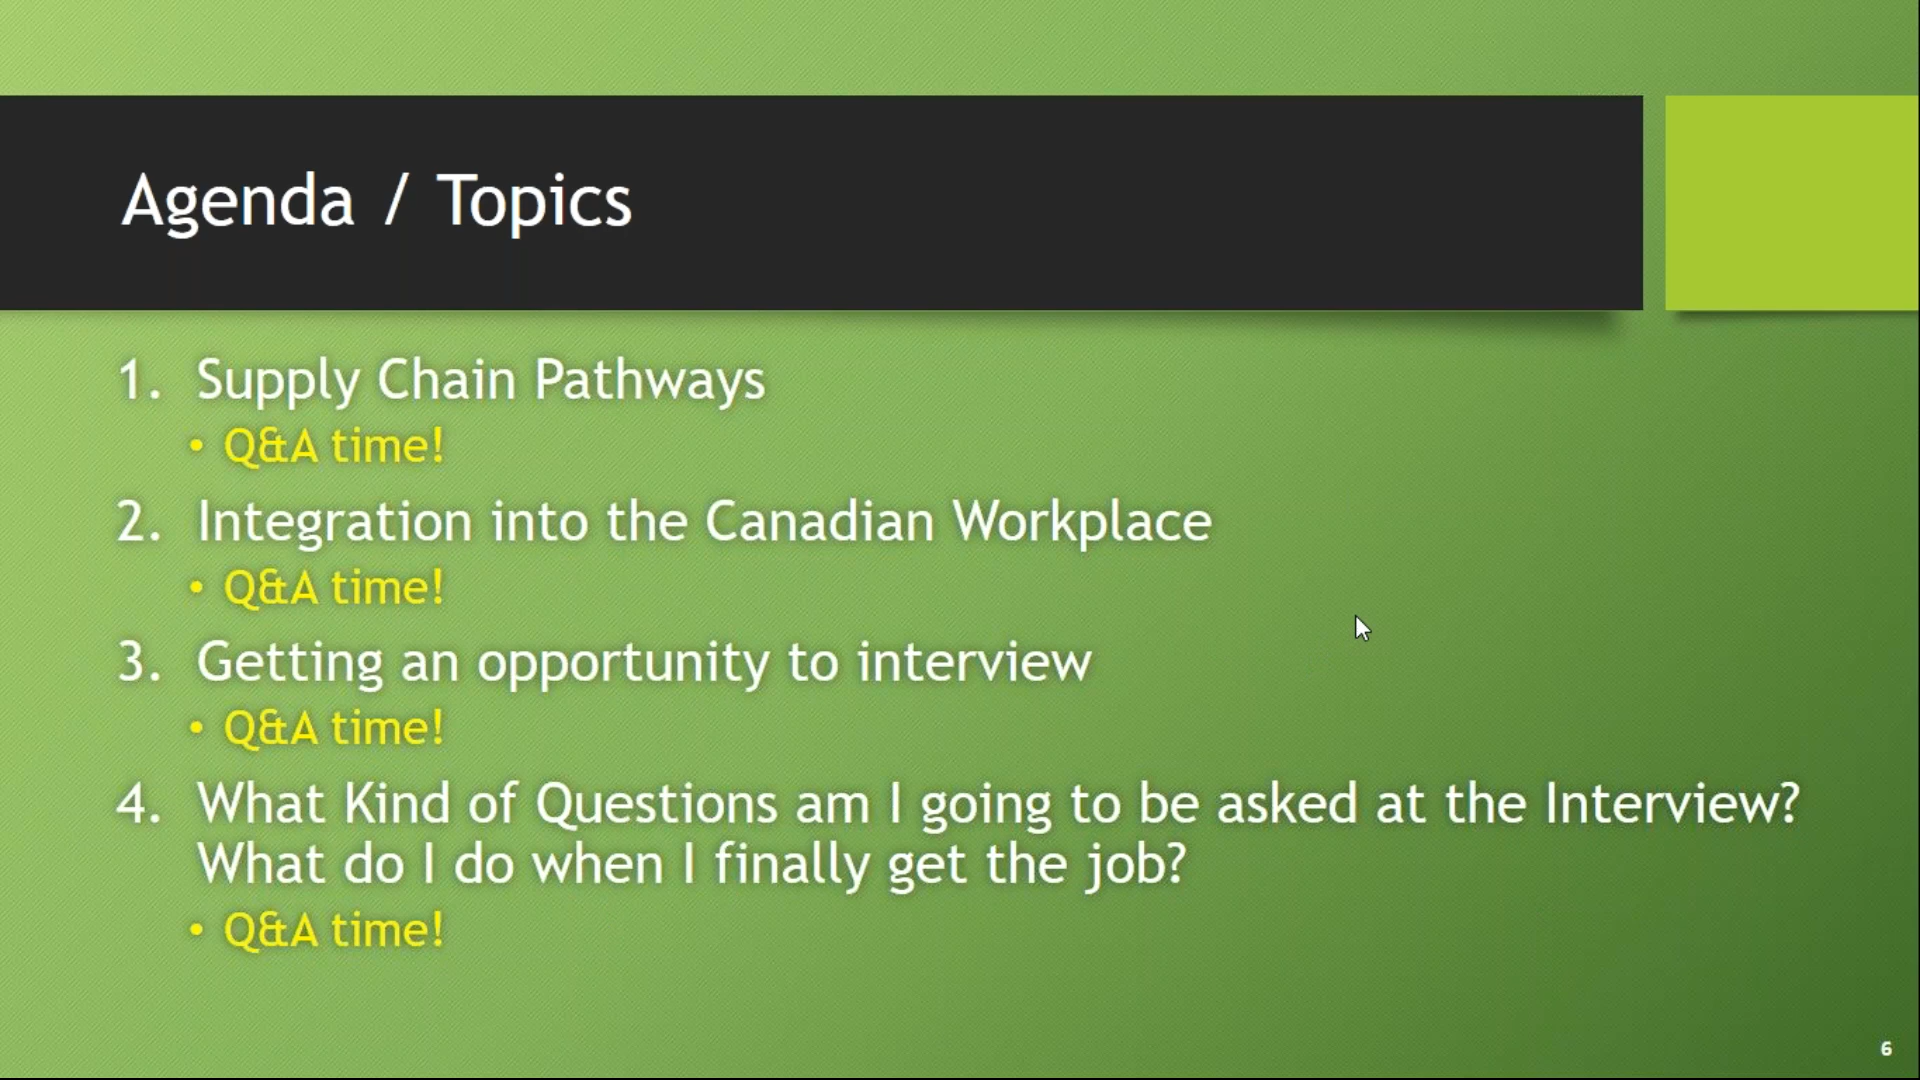 Agenda / Topics
1. Supply Chain Pathways
• Q&A time!
2. Integration into the Canadian Workplace
• Q&A time!
3. Getting an opportunity to interview
• Q&A time!
4. What Kind of Questions am I going to be asked at the Interview?
What do I do when I finally get the job?
• Q&A time!
6